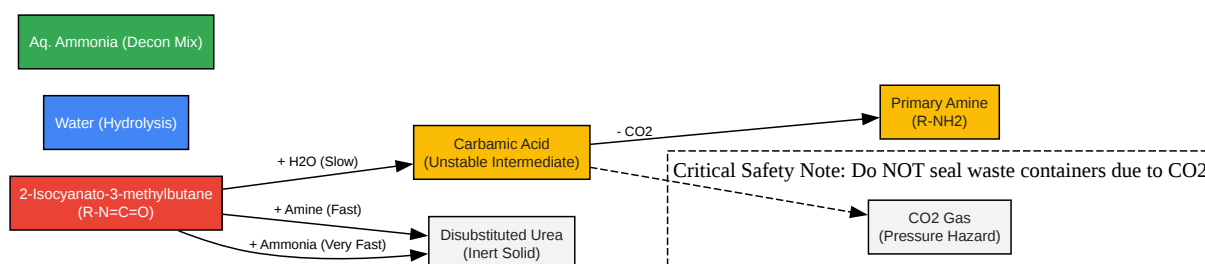 Aq. Ammonia (Decon Mix)
Water (Hydrolysis)
2-Isocyanato-3-methylbutane
(R-N=C=O)
+ H2O (Slow)
+ Amine (Fast)
+ Ammonia (Very Fast)
Carbamic Acid
(Unstable Intermediate)
Disubstituted Urea
(Inert Solid)
- CO2
Primary Amine
(R-NH2)
Critical Safety Note: Do NOT seal waste containers due to CO2
CO2 Gas
(Pressure Hazard)